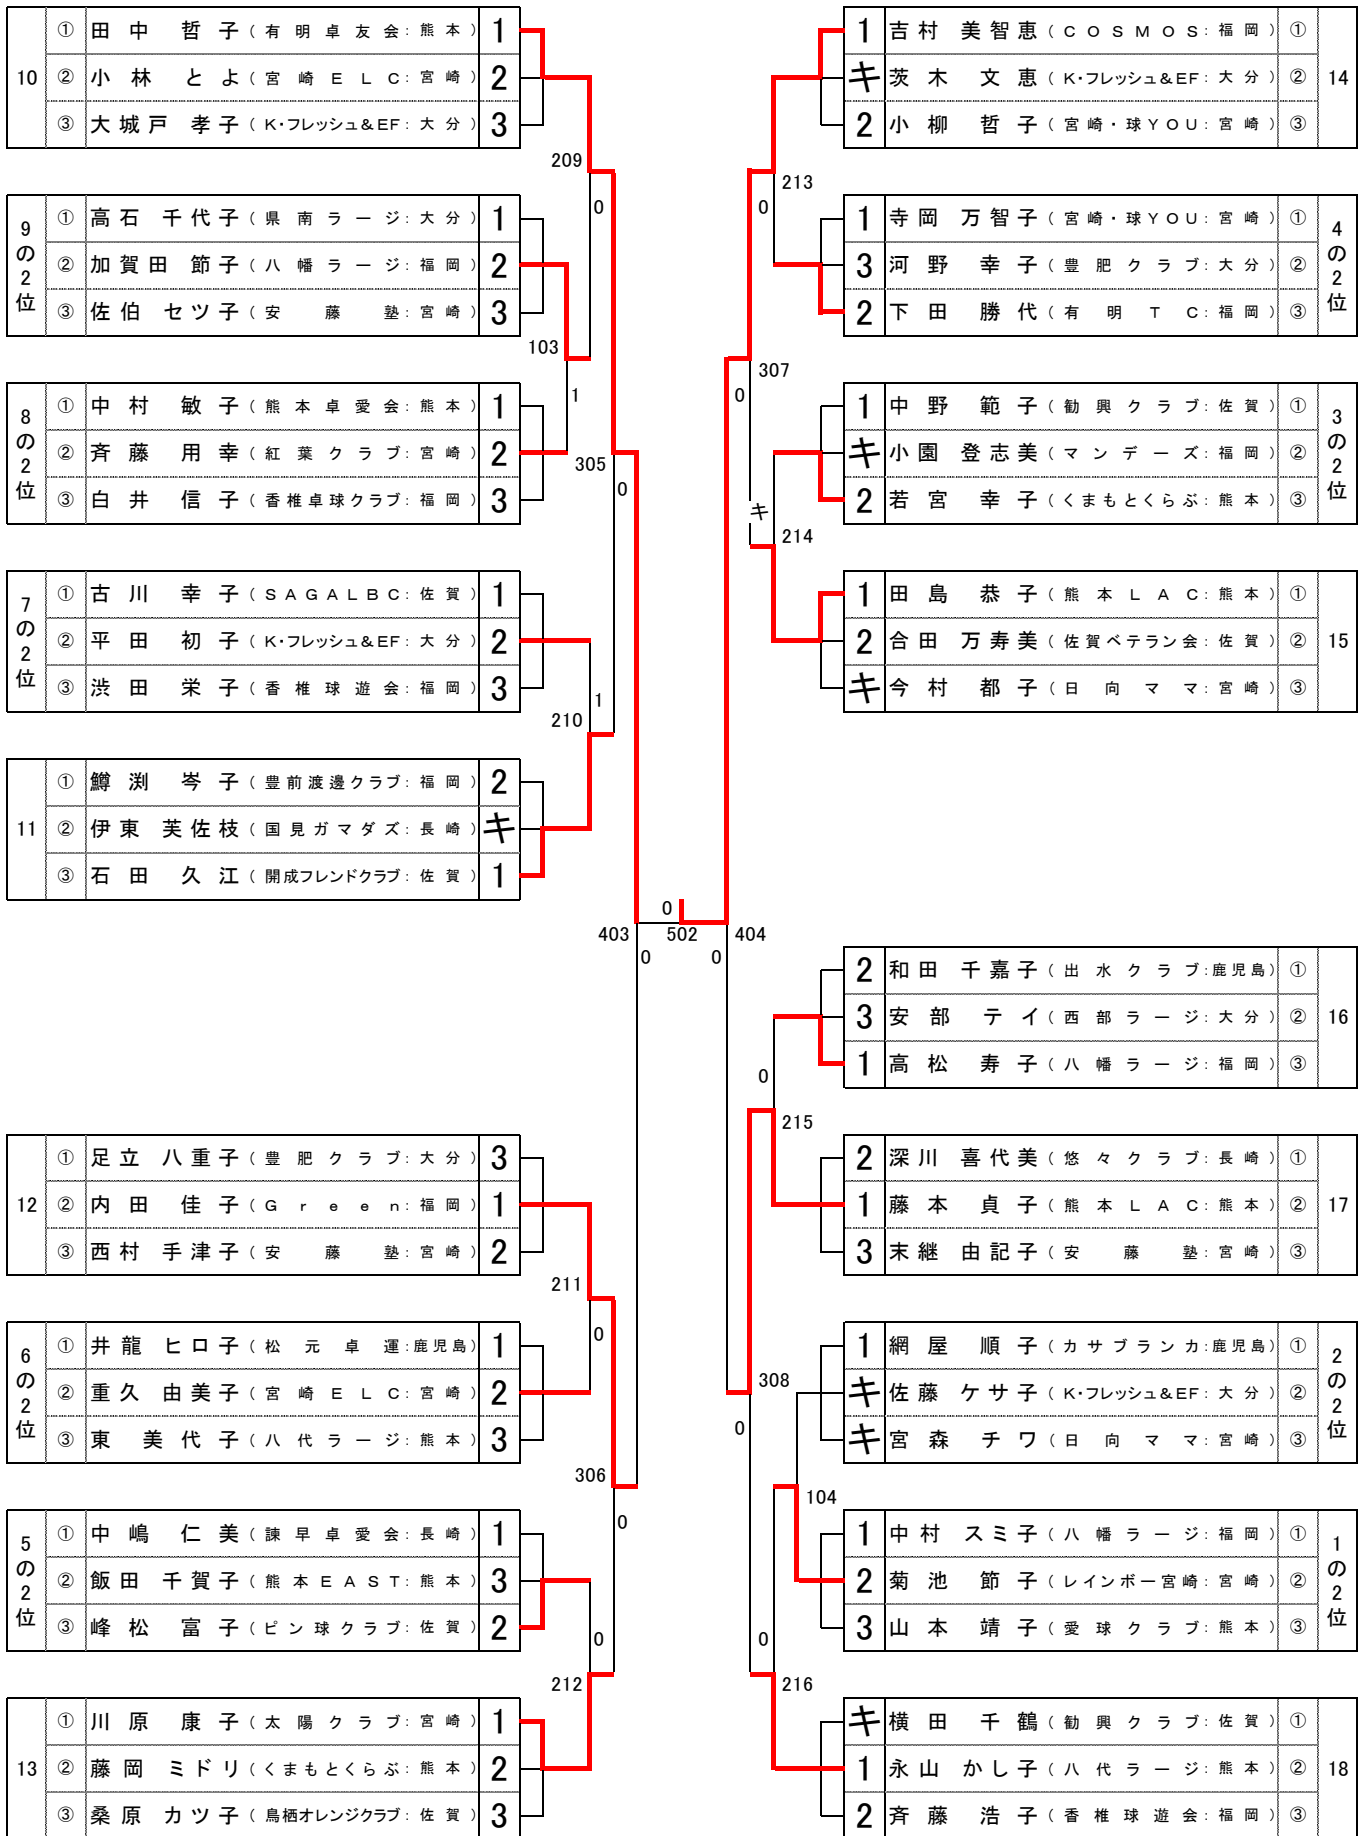 10
① 田中 哲子 (有明卓友会:熊本) 1
② 小林 とよ (宮崎ELC:宮崎) 2
③ 大城戸 孝子 (K・フレッシュ&EF:大分) 3
209
0
9の2位
① 高石 千代子 (県南ラージ:大分) 1
② 加賀田 節子 (八幡ラージ:福岡) 2
③ 佐伯 セツ子 (安藤塾:宮崎) 3
103
1
8の2位
① 中村 敏子 (熊本卓愛会:熊本) 1
② 斉藤 用幸 (紅葉クラブ:宮崎) 2
③ 白井 信子 (香椎卓球クラブ:福岡) 3
305
0
7の2位
① 古川 幸子 (SAGALBC:佐賀) 1
② 平田 初子 (K・フレッシュ&EF:大分) 2
③ 渋田 栄子 (香椎球遊会:福岡) 3
210
1
11
① 鱒渕 岑子 (豊前渡邊クラブ:福岡) 2
② 伊東 芙佐枝 (国見ガマダズ:長崎) キ
③ 石田 久江 (開成フレンドクラブ:佐賀) 1
403
0
0
502
12
① 足立 八重子 (豊肥クラブ:大分) 3
② 内田 佳子 (Green:福岡) 1
③ 西村 手津子 (安藤塾:宮崎) 2
211
0
6の2位
① 井龍 ヒロ子 (松元卓運:鹿児島) 1
② 重久 由美子 (宮崎ELC:宮崎) 2
③ 東 美代子 (八代ラージ:熊本) 3
306
0
5の2位
① 中嶋 仁美 (諫早卓愛会:長崎) 1
② 飯田 千賀子 (熊本EAST:熊本) 3
③ 峰松 富子 (ピン球クラブ:佐賀) 2
0
212
13
① 川原 康子 (太陽クラブ:宮崎) 1
② 藤岡 ミドリ (くまもとくらぶ:熊本) 2
③ 桑原 カツ子 (鳥栖オレンジクラブ:佐賀) 3
1 吉村 美智恵 (COSMOS:福岡) ①
キ 茨木 文恵 (K・フレッシュ&EF:大分) ②
2 小柳 哲子 (宮崎・球YOU:宮崎) ③
14
213
0
1 寺岡 万智子 (宮崎・球YOU:宮崎) ①
3 河野 幸子 (豊肥クラブ:大分) ②
2 下田 勝代 (有明TC:福岡) ③
4の2位
307
0
1 中野 範子 (勧興クラブ:佐賀) ①
キ 小園 登志美 (マンデーズ:福岡) ②
2 若宮 幸子 (くまもとくらぶ:熊本) ③
3の2位
キ
214
1 田島 恭子 (熊本LAC:熊本) ①
2 合田 万寿美 (佐賀ベテラン会:佐賀) ②
キ 今村 都子 (日向ママ:宮崎) ③
15
404
0
2 和田 千嘉子 (出水クラブ:鹿児島) ①
3 安部 テイ (西部ラージ:大分) ②
1 高松 寿子 (八幡ラージ:福岡) ③
16
0
215
2 深川 喜代美 (悠々クラブ:長崎) ①
1 藤本 貞子 (熊本LAC:熊本) ②
3 末継 由記子 (安藤塾:宮崎) ③
17
1 網屋 順子 (カサブランカ:鹿児島) ①
キ 佐藤 ケサ子 (K・フレッシュ&EF:大分) ②
キ 宮森 チワ (日向ママ:宮崎) ③
2の2位
308
0
104
1 中村 スミ子 (八幡ラージ:福岡) ①
2 菊池 節子 (レインボー宮崎:宮崎) ②
3 山本 靖子 (愛球クラブ:熊本) ③
1の2位
0
216
キ 横田 千鶴 (勧興クラブ:佐賀) ①
1 永山 かし子 (八代ラージ:熊本) ②
2 斉藤 浩子 (香椎球遊会:福岡) ③
18